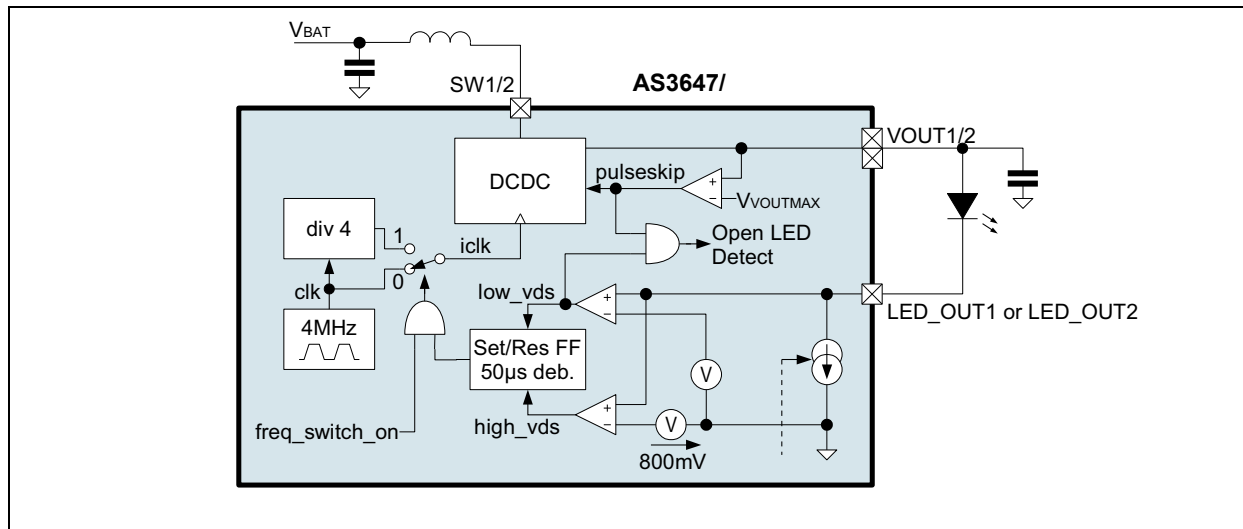 VBAT
SW1/2
AS3647/
VOUT1/2
DCDC
pulseskip
+
−
VVOUTMAX
div 4
1
iclk
Open LED
Detect
clk
0
low_vds
+
−
LED_OUT1 or LED_OUT2
4MHz
Set/Res FF
50µs deb.
V
+
−
V
high_vds
freq_switch_on
800mV